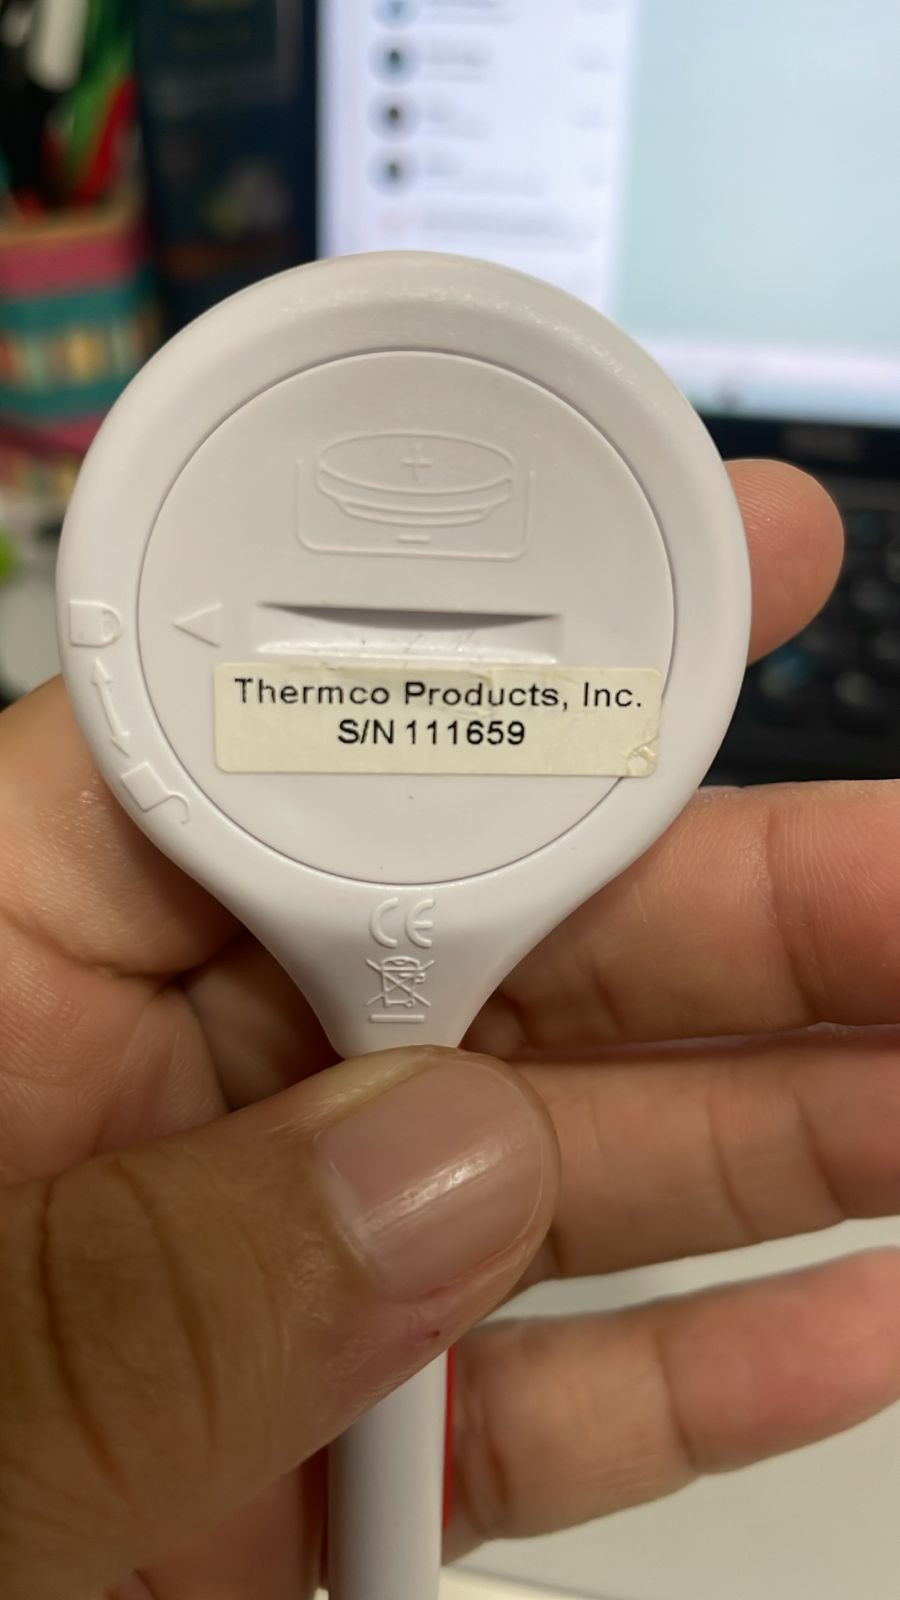 Thermco Products, Inc.
S/N 111659
CE